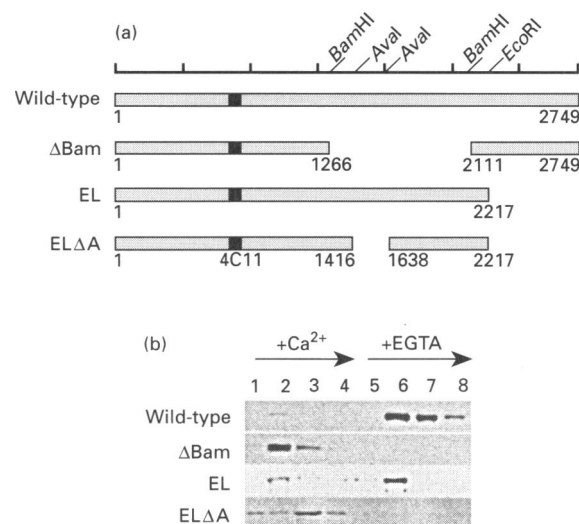 (a)
BamHI AvaI AvaI BamHI EcoRI
Wild-type
1 2749
ΔBam
1 1266 2111 2749
EL
1 2217
ELΔA
1 4C11 1416 1638 2217
(b) +Ca²⁺ +EGTA
1 2 3 4 5 6 7 8
Wild-type
ΔBam
EL
ELΔA